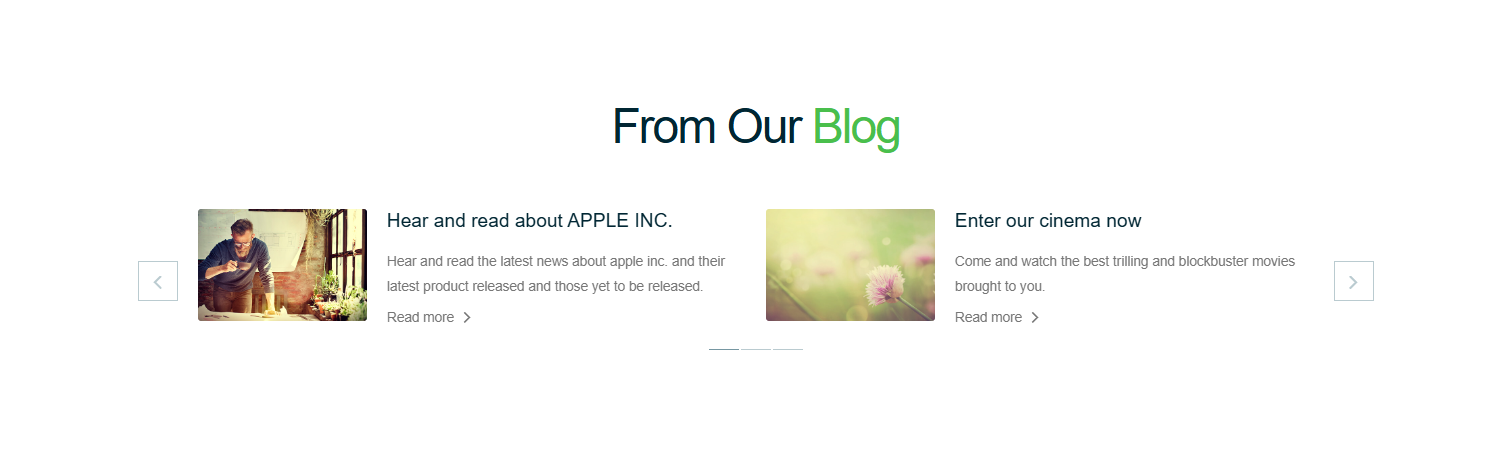 From Our Blog
Hear and read about APPLE INC.
Hear and read the latest news about apple inc. and their
latest product released and those yet to be released.
Read more
Enter our cinema now
Come and watch the best trilling and blockbuster movies
brought to you.
Read more